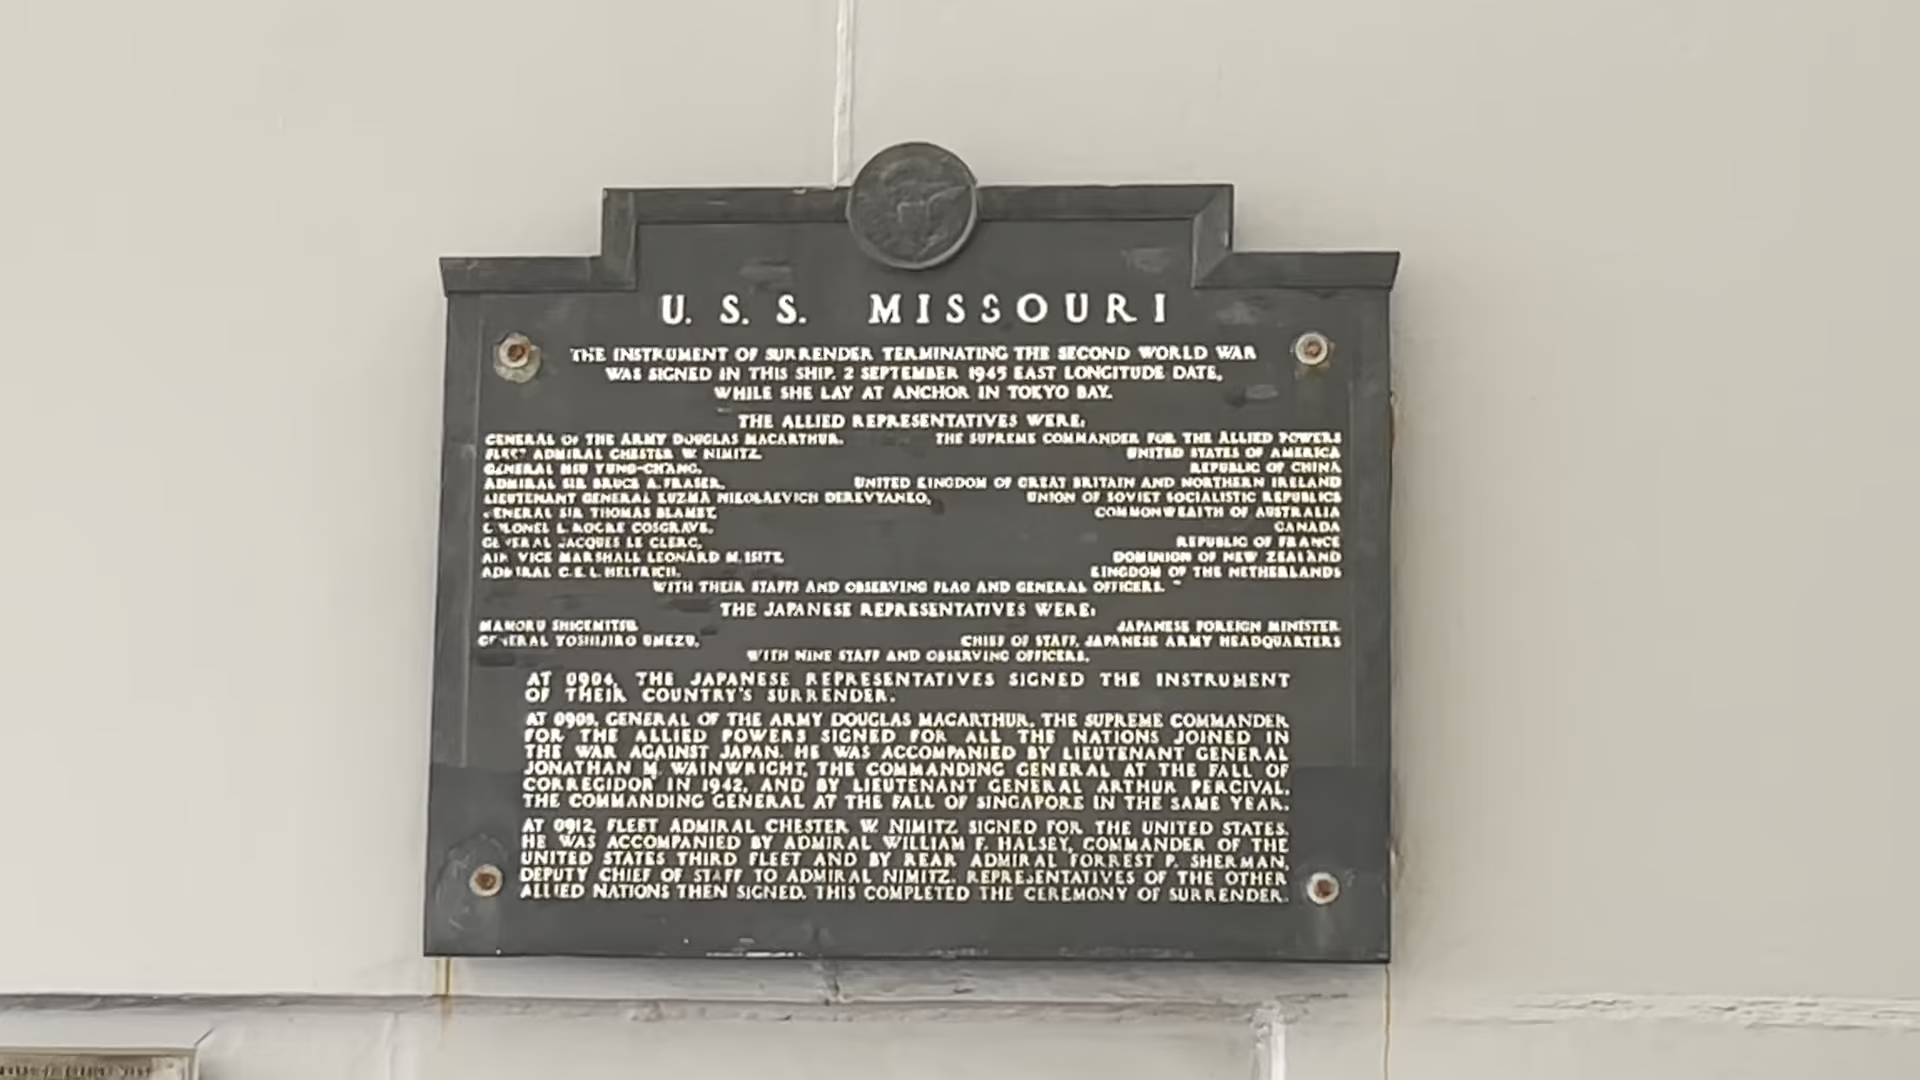 U. S. S. MISSOURI
THE INSTRUMENT OF SURRENDER TERMINATING THE SECOND WORLD WAR
WAS SIGNED IN THIS SHIP, 2 SEPTEMBER 1945 EAST LONGITUDE DATE,
WHILE SHE LAY AT ANCHOR IN TOKYO BAY.
THE ALLIED REPRESENTATIVES WERE:
GENERAL OF THE ARMY DOUGLAS MACARTHUR, THE SUPREME COMMANDER FOR THE ALLIED POWERS
FLEET ADMIRAL CHESTER W. NIMITZ, UNITED STATES OF AMERICA
GENERAL HSU YUNG-CHANG, REPUBLIC OF CHINA
ADMIRAL SIR BRUCE A. FRASER, UNITED KINGDOM OF GREAT BRITAIN AND NORTHERN IRELAND
LIEUTENANT GENERAL KUZMA NIKOLAEVICH DEREVYANKO, UNION OF SOVIET SOCIALISTIC REPUBLICS
GENERAL SIR THOMAS BLAMEY, COMMONWEALTH OF AUSTRALIA
COLONEL L. MOORE COSGRAVE, CANADA
GENERAL JACQUES LE CLERC, REPUBLIC OF FRANCE
AIR VICE MARSHALL LEONARD M. ISITT, DOMINION OF NEW ZEALAND
ADMIRAL C.E.L. HELFRICH, KINGDOM OF THE NETHERLANDS
WITH THEIR STAFFS AND OBSERVING FLAG AND GENERAL OFFICERS.
THE JAPANESE REPRESENTATIVES WERE:
MAMORU SHIGEMITSU, JAPANESE FOREIGN MINISTER
GENERAL YOSHIJIRO UMEZU, CHIEF OF STAFF, JAPANESE ARMY HEADQUARTERS
WITH NINE STAFF AND OBSERVING OFFICERS.
AT 0904, THE JAPANESE REPRESENTATIVES SIGNED THE INSTRUMENT
OF THEIR COUNTRY'S SURRENDER.
AT 0908, GENERAL OF THE ARMY DOUGLAS MACARTHUR, THE SUPREME COMMANDER
FOR THE ALLIED POWERS SIGNED FOR ALL THE NATIONS JOINED IN
THE WAR AGAINST JAPAN. HE WAS ACCOMPANIED BY LIEUTENANT GENERAL
JONATHAN M. WAINWRIGHT, THE COMMANDING GENERAL AT THE FALL OF
CORREGIDOR IN 1942, AND BY LIEUTENANT GENERAL ARTHUR PERCIVAL,
THE COMMANDING GENERAL AT THE FALL OF SINGAPORE IN THE SAME YEAR.
AT 0912, FLEET ADMIRAL CHESTER W. NIMITZ SIGNED FOR THE UNITED STATES.
HE WAS ACCOMPANIED BY ADMIRAL WILLIAM F. HALSEY, COMMANDER OF THE
UNITED STATES THIRD FLEET AND BY REAR ADMIRAL FORREST P. SHERMAN,
DEPUTY CHIEF OF STAFF TO ADMIRAL NIMITZ. REPRESENTATIVES OF THE OTHER
ALLIED NATIONS THEN SIGNED. THIS COMPLETED THE CEREMONY OF SURRENDER.